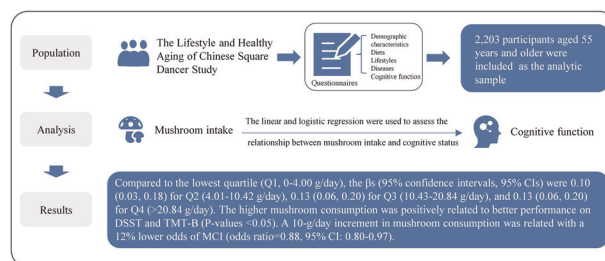 Population
The Lifestyle and Healthy
Aging of Chinese Square
Dancer Study
Questionnaires
• Demographic
characteristics
• Diets
• Lifestyles
• Diseases
• Cognitive function
2,203 participants aged 55
years and older were
included as the analytic
sample
Analysis
Mushroom intake
The linear and logistic regression were used to assess the
relationship between mushroom intake and cognitive status
Cognitive function
Results
Compared to the lowest quartile (Q1, 0-4.00 g/day), the βs (95% confidence intervals, 95% CIs) were 0.10
(0.03, 0.18) for Q2 (4.01-10.42 g/day), 0.13 (0.06, 0.20) for Q3 (10.43-20.84 g/day), and 0.13 (0.06, 0.20)
for Q4 (>20.84 g/day). The higher mushroom consumption was positively related to better performance on
DSST and TMT-B (P-values <0.05). A 10-g/day increment in mushroom consumption was related with a
12% lower odds of MCI (odds ratio=0.88, 95% CI: 0.80-0.97).